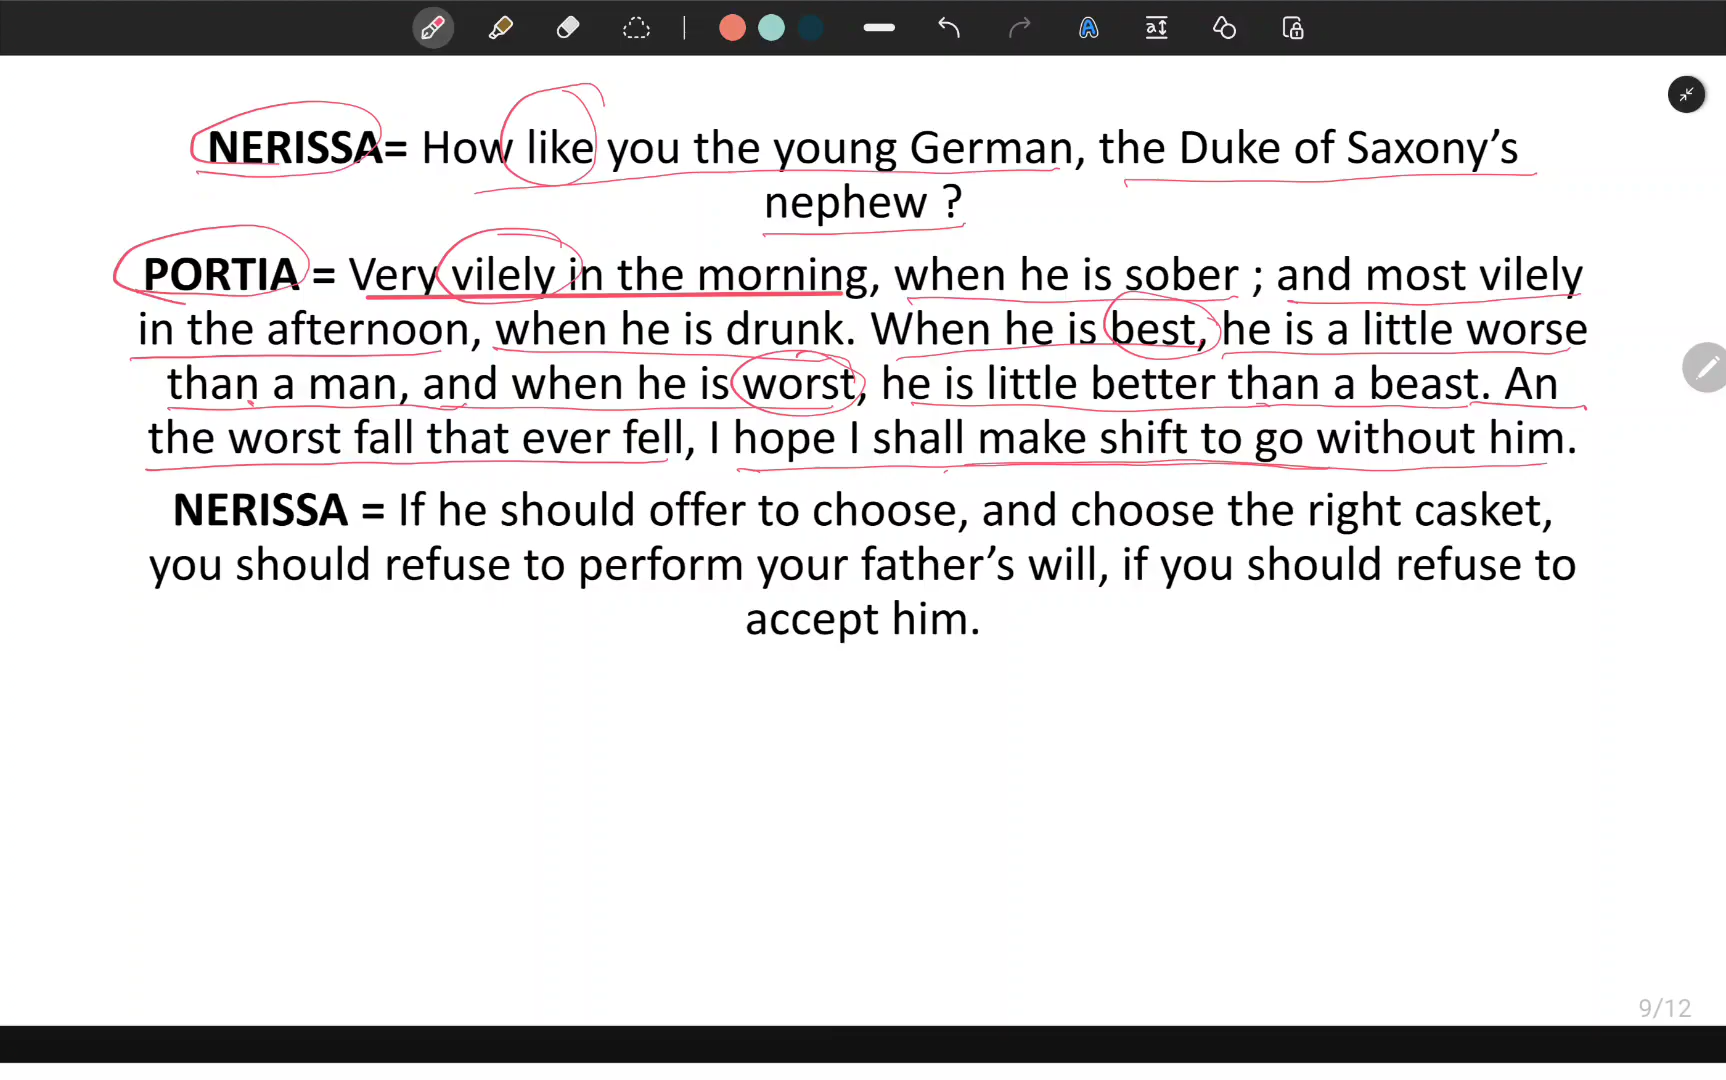 NERISSA= How like you the young German, the Duke of Saxony’s
nephew ?
PORTIA = Very vilely in the morning, when he is sober ; and most vilely
in the afternoon, when he is drunk. When he is best, he is a little worse
than a man, and when he is worst, he is little better than a beast. An
the worst fall that ever fell, I hope I shall make shift to go without him.
NERISSA = If he should offer to choose, and choose the right casket,
you should refuse to perform your father’s will, if you should refuse to
accept him.
9/12